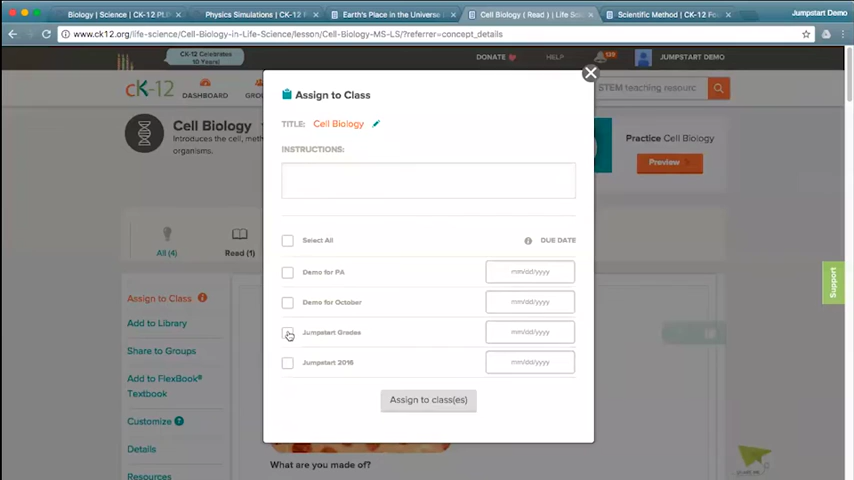 Biology | Science | CK-12
Physics Simulations | CK-12 F
Earth's Place in the Universe
Cell Biology ( Read ) | Life Scie
Scientific Method | CK-12 Fou
Jumpstart Demo
www.ck12.org/life-science/Cell-Biology-in-Life-Science/lesson/Cell-Biology-MS-LS/?referrer=concept_details
CK-12 Celebrates
10 Years!
DONATE
HELP
JUMPSTART DEMO
cK-12
DASHBOARD
STEM teaching resourc
Assign to Class
TITLE: Cell Biology
INSTRUCTIONS:
Cell Biology
Introduces the cell, meth
organisms.
Practice Cell Biology
Preview
All (4)
Read (1)
Select All
DUE DATE
Demo for PA
mm/dd/yyyy
Demo for October
mm/dd/yyyy
Jumpstart Grades
mm/dd/yyyy
Jumpstart 2016
mm/dd/yyyy
Assign to class(es)
Assign to Class
Add to Library
Share to Groups
Add to FlexBook®
Textbook
Customize
Details
Resources
Support
What are you made of?